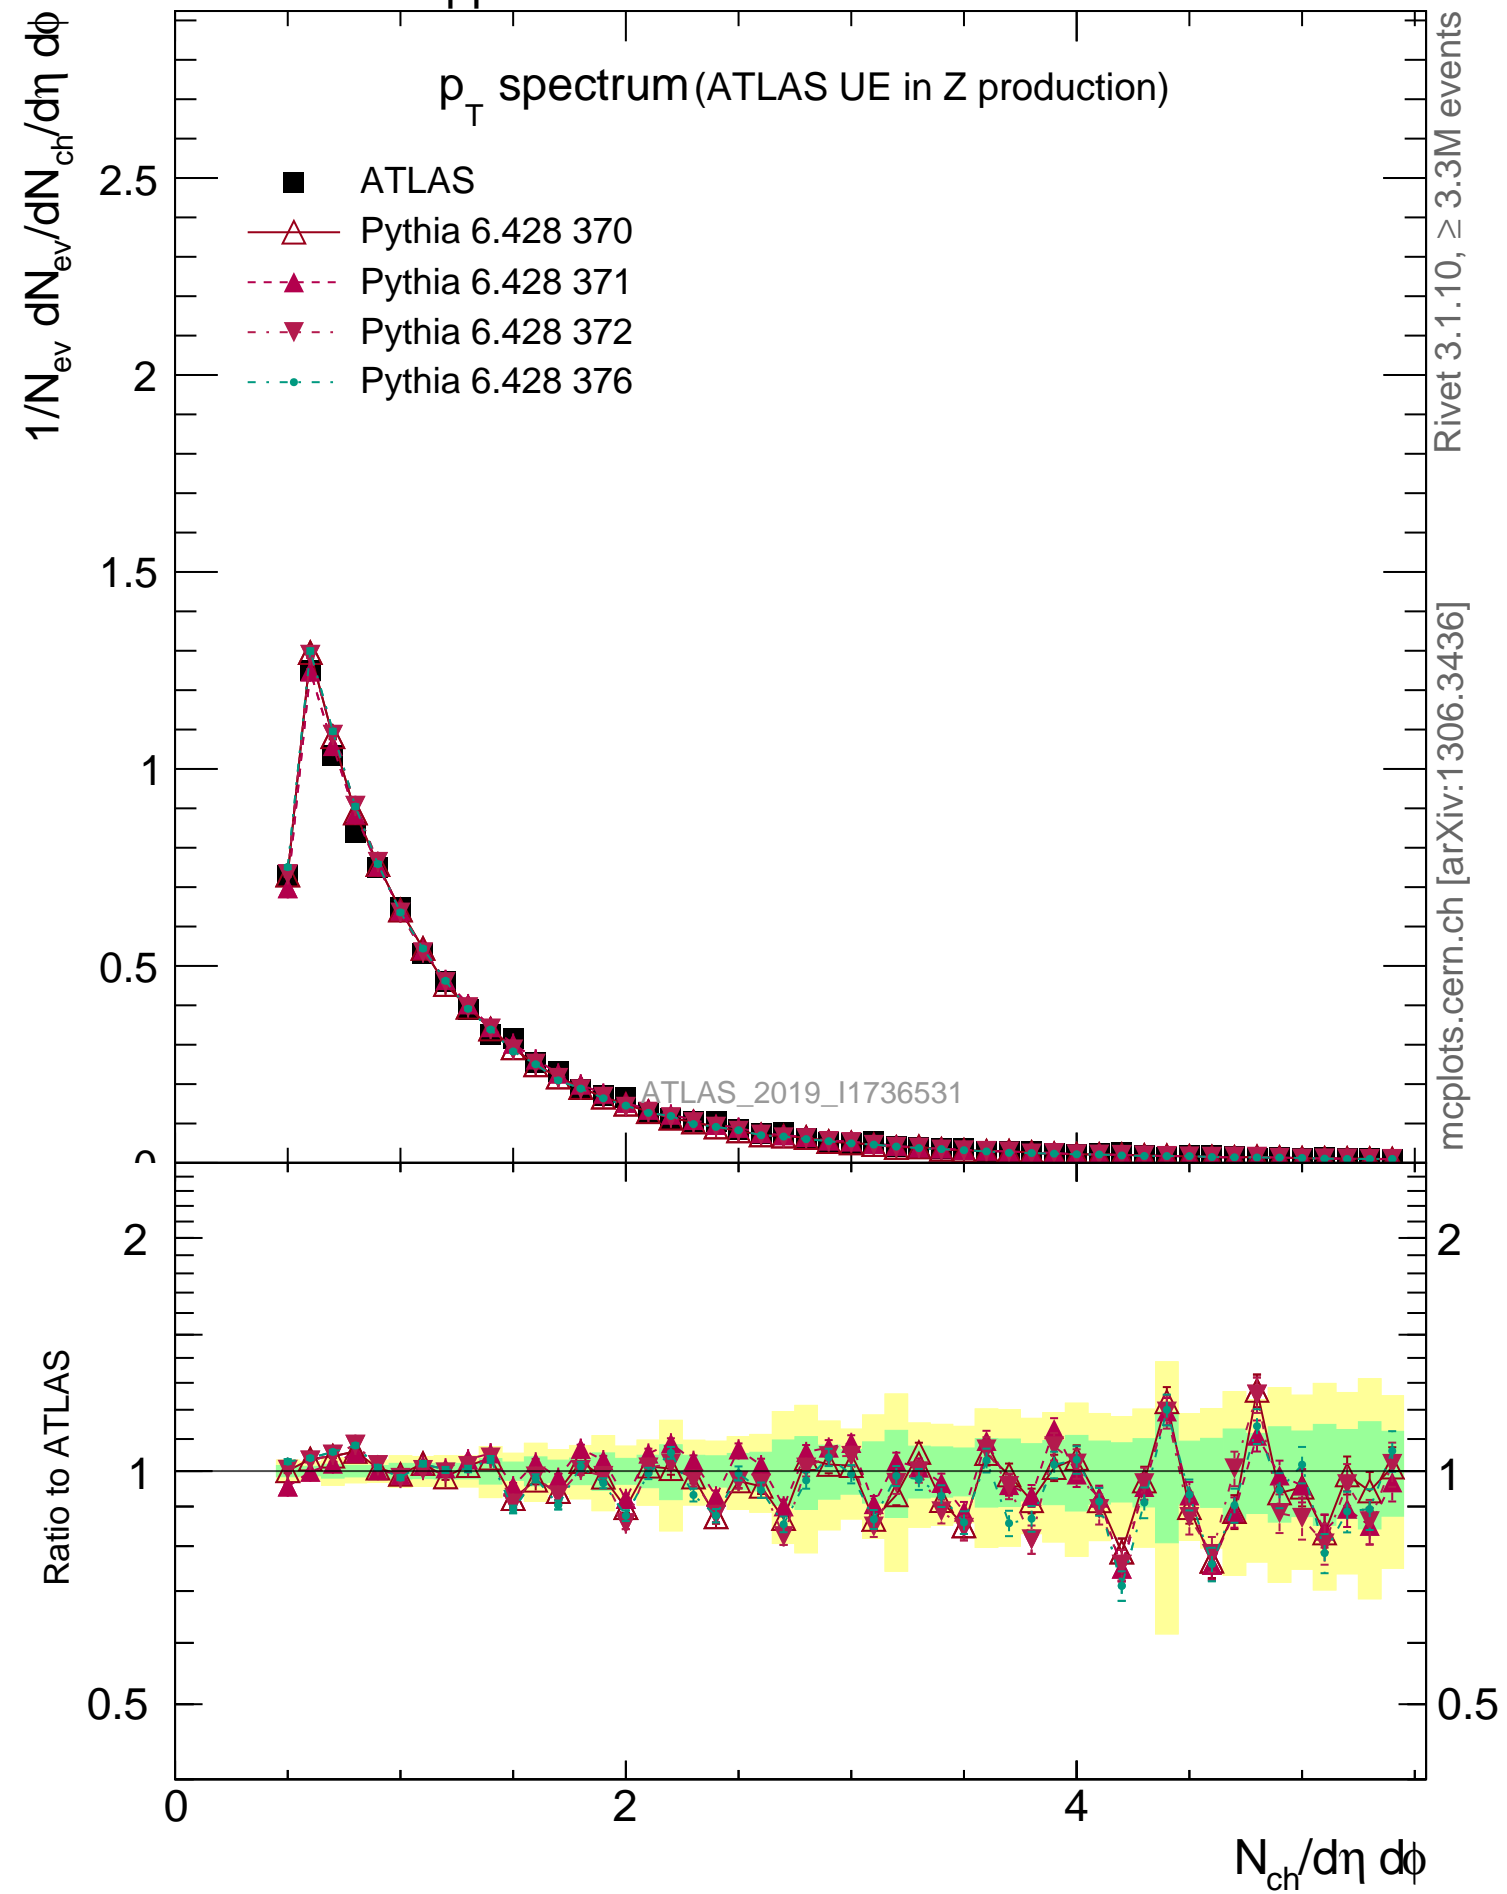 1/N_ev dN_ev/dN_ch/dη dϕ
p_T spectrum (ATLAS UE in Z production)
ATLAS
Pythia 6.428 370
Pythia 6.428 371
Pythia 6.428 372
Pythia 6.428 376
2.5
2
1.5
1
0.5
0
ATLAS_2019_I1736531
Rivet 3.1.10, ≥ 3.3M events
mcplots.cern.ch [arXiv:1306.3436]
Ratio to ATLAS
2
1
0.5
2
1
0.5
0
2
4
N_ch/dη dϕ